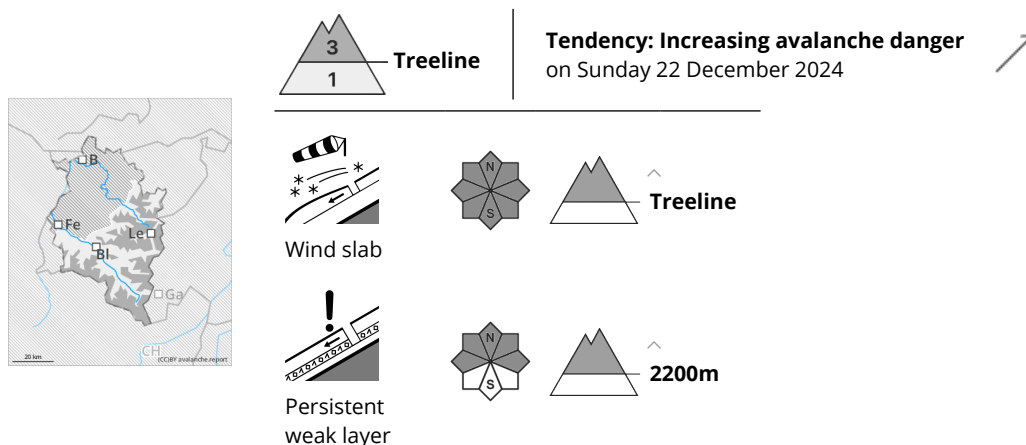 3
Treeline
1
Tendency: Increasing avalanche danger
on Sunday 22 December 2024
B
Fe
Le
Bl
Ga
CH
20 km
(CC)BY avalanche.report
N
S
Treeline
Wind slab
N
S
2200m
Persistent
weak layer